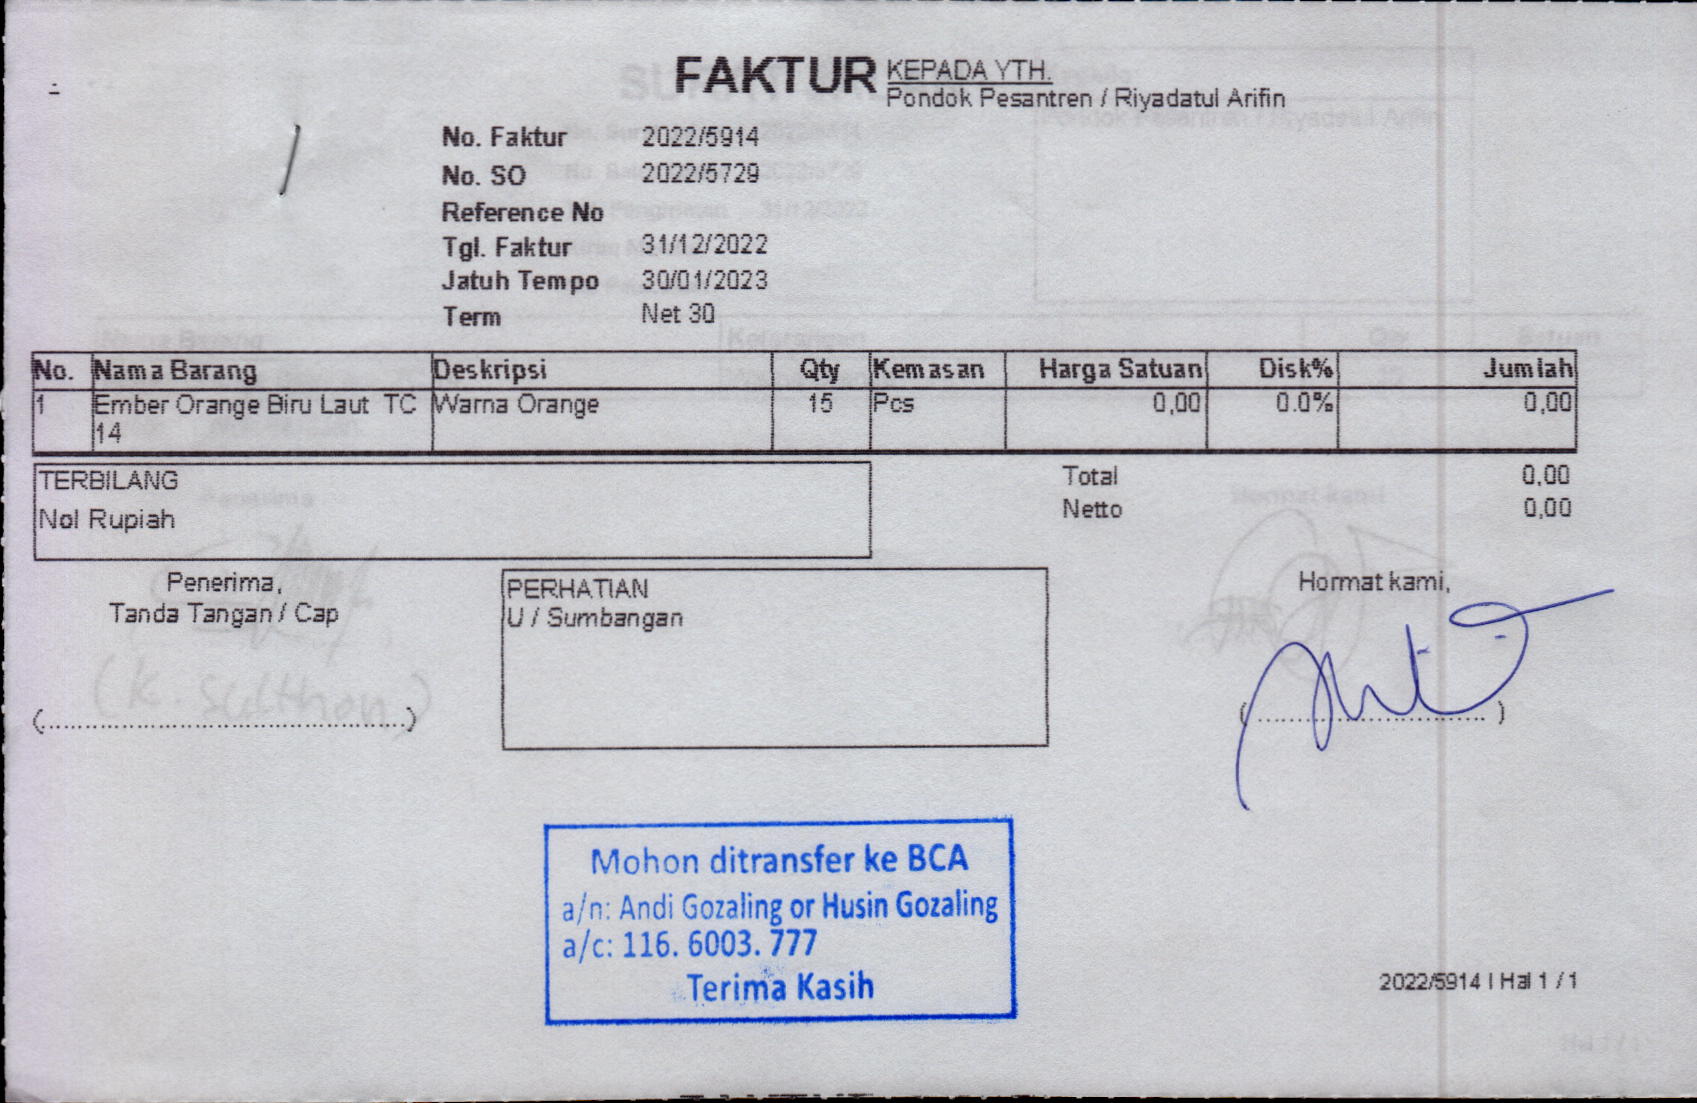 FAKTUR
KEPADA YTH.
Pondok Pesantren / Riyadatul Arifin
No. Faktur 2022/5914
No. SO 2022/5729
Reference No
Tgl. Faktur 31/12/2022
Jatuh Tempo 30/01/2023
Term Net 30
No. Nama Barang Deskripsi Qty Kemasan Harga Satuan Disk% Jumlah
1 Ember Orange Biru Laut TC Warna Orange 15 Pcs 0,00 0.0% 0,00
14
TERBILANG
Nol Rupiah
Total 0,00
Netto 0,00
Penerima,
Tanda Tangan / Cap
(K. Sulthon)
(............................................................)
PERHATIAN
U / Sumbangan
Hormat kami,
(......................................)
Mohon ditransfer ke BCA
a/n: Andi Gozaling or Husin Gozaling
a/c: 116. 6003. 777
Terima Kasih
2022/5914 | Hal 1 / 1